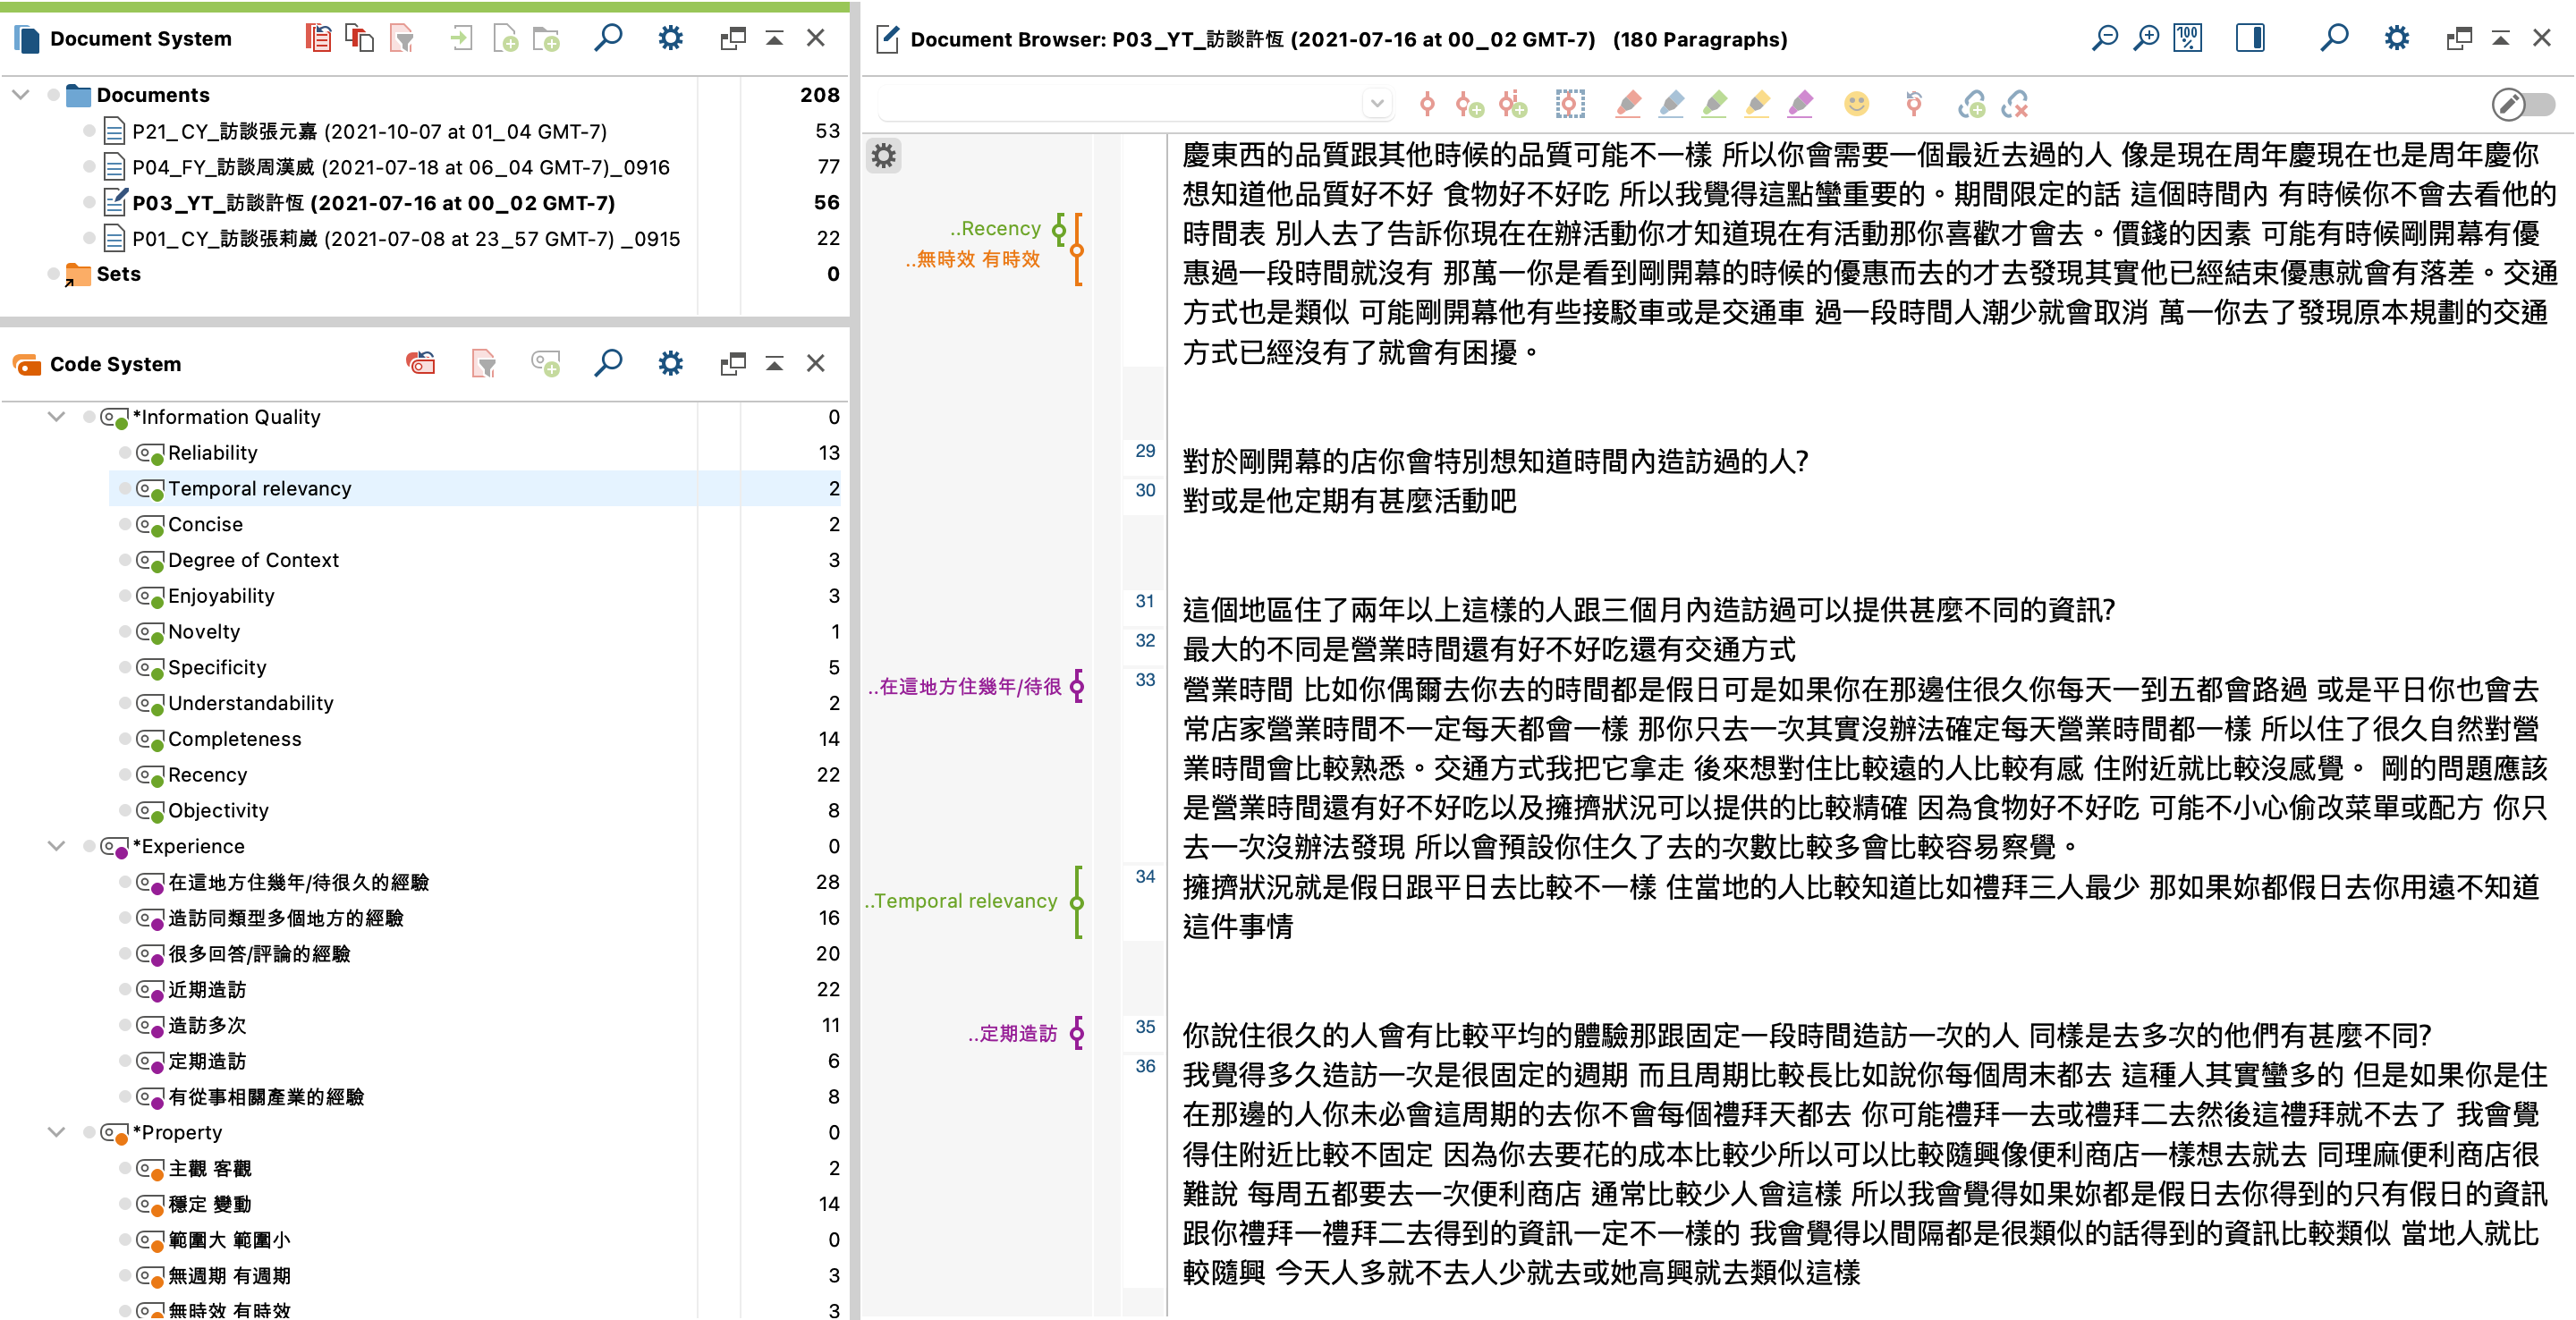 Document System
Documents 208
P21_CY_訪談張元嘉 (2021-10-07 at 01_04 GMT-7) 53
P04_FY_訪談周漢威 (2021-07-18 at 06_04 GMT-7)_0916 77
P03_YT_訪談許恆 (2021-07-16 at 00_02 GMT-7) 56
P01_CY_訪談張莉崴 (2021-07-08 at 23_57 GMT-7) _0915 22
Sets 0
Code System
*Information Quality 0
Reliability 13
Temporal relevancy 2
Concise 2
Degree of Context 3
Enjoyability 3
Novelty 1
Specificity 5
Understandability 2
Completeness 14
Recency 22
Objectivity 8
*Experience 0
在這地方住幾年/待很久的經驗 28
造訪同類型多個地方的經驗 16
很多回答/評論的經驗 20
近期造訪 22
造訪多次 11
定期造訪 6
有從事相關產業的經驗 8
*Property 0
主觀 客觀 2
穩定 變動 14
範圍大 範圍小 0
無週期 有週期 3
無時效 有時效 3
Document Browser: P03_YT_訪談許恆 (2021-07-16 at 00_02 GMT-7) (180 Paragraphs)
100 %
慶東西的品質跟其他時候的品質可能不一樣 所以你會需要一個最近去過的人 像是現在周年慶現在也是周年慶你
想知道他品質好不好 食物好不好吃 所以我覺得這點蠻重要的。期間限定的話 這個時間內 有時候你不會去看他的
..Recency
時間表 別人去了告訴你現在在辦活動你才知道現在有活動那你喜歡才會去。價錢的因素 可能有時候剛開幕有優
..無時效 有時效
惠過一段時間就沒有 那萬一你是看到剛開幕的時候的優惠而去的才去發現其實他已經結束優惠就會有落差。交通
方式也是類似 可能剛開幕他有些接駁車或是交通車 過一段時間人潮少就會取消 萬一你去了發現原本規劃的交通
方式已經沒有了就會有困擾。
29 對於剛開幕的店你會特別想知道時間內造訪過的人?
30 對或是他定期有甚麼活動吧
31 這個地區住了兩年以上這樣的人跟三個月內造訪過可以提供甚麼不同的資訊?
32 最大的不同是營業時間還有好不好吃還有交通方式
..在這地方住幾年/待很
33 營業時間 比如你偶爾去你去的時間都是假日可是如果你在那邊住很久你每天一到五都會路過 或是平日你也會去
常店家營業時間不一定每天都會一樣 那你只去一次其實沒辦法確定每天營業時間都一樣 所以住了很久自然對營
業時間會比較熟悉。交通方式我把它拿走 後來想對住比較遠的人比較有感 住附近就比較沒感覺。 剛的問題應該
是營業時間還有好不好吃以及擁擠狀況可以提供的比較精確 因為食物好不好吃 可能不小心偷改菜單或配方 你只
去一次沒辦法發現 所以會預設你住久了去的次數比較多會比較容易察覺。
..Temporal relevancy
34 擁擠狀況就是假日跟平日去比較不一樣 住當地的人比較知道比如禮拜三人最少 那如果妳都假日去你用遠不知道
這件事情
..定期造訪
35 你說住很久的人會有比較平均的體驗那跟固定一段時間造訪一次的人 同樣是去多次的他們有甚麼不同?
36 我覺得多久造訪一次是很固定的週期 而且周期比較長比如說你每個周末都去 這種人其實蠻多的 但是如果你是住
在那邊的人你未必會這周期的去你不會每個禮拜天都去 你可能禮拜一去或禮拜二去然後這禮拜就不去了 我會覺
得住附近比較不固定 因為你去要花的成本比較少所以可以比較隨興像便利商店一樣想去就去 同理麻便利商店很
難說 每周五都要去一次便利商店 通常比較少人會這樣 所以我會覺得如果妳都是假日去你得到的只有假日的資訊
跟你禮拜一禮拜二去得到的資訊一定不一樣的 我會覺得以間隔都是很類似的話得到的資訊比較類似 當地人就比
較隨興 今天人多就不去人少就去或她高興就去類似這樣